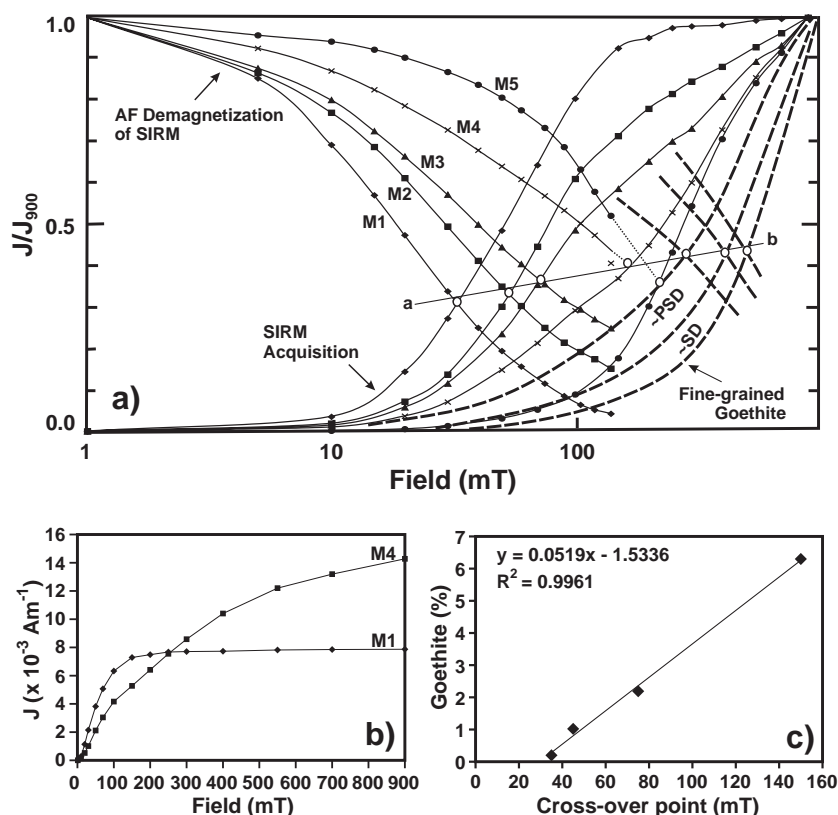 1.0
0.5
0.0
J/J900
AF Demagnetization
of SIRM
M5
M4
M3
M2
M1
a
b
SIRM
Acquisition
~PSD
~SD
Fine-grained
Goethite
a)
1
10
100
Field (mT)
16
14
12
10
8
6
4
2
0
J (x 10-3 Am-1)
M4
M1
b)
0 100 200 300 400 500 600 700 800 900
Field (mT)
7
6
5
4
3
2
1
0
Goethite (%)
y = 0.0519x - 1.5336
R2 = 0.9961
c)
0 20 40 60 80 100 120 140 160
Cross-over point (mT)